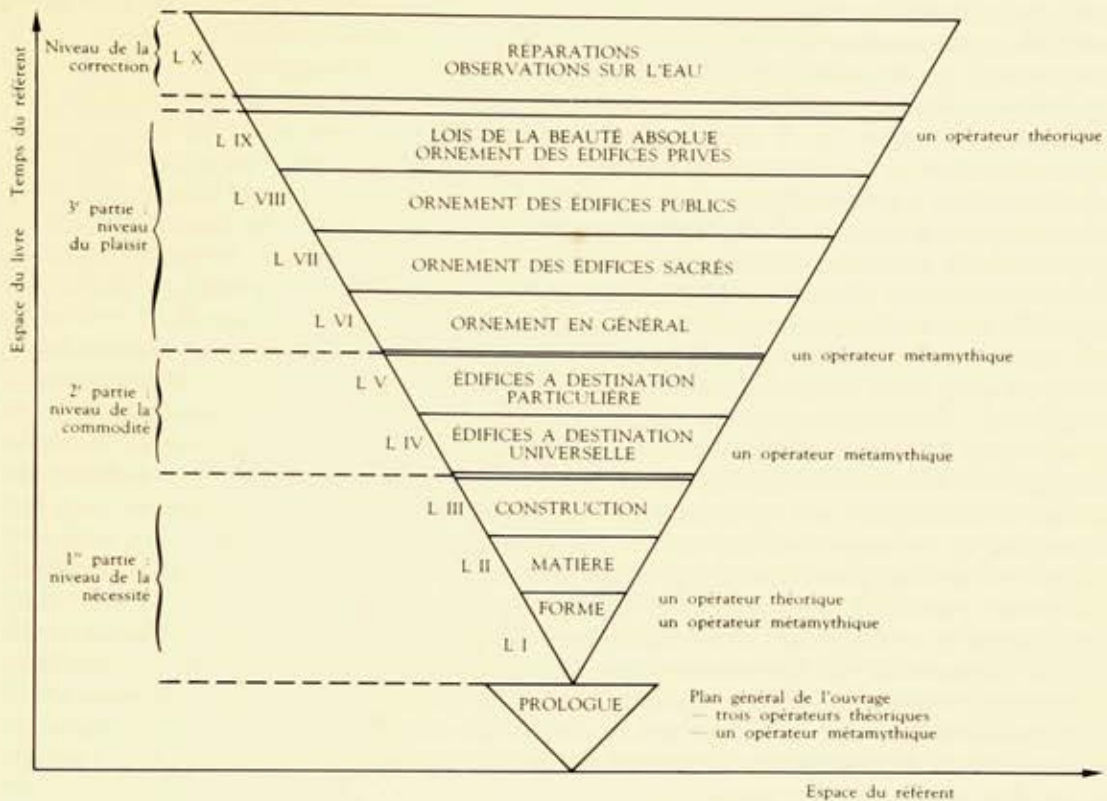 Niveau de la
correction
L X
RÉPARATIONS
OBSERVATIONS SUR L'EAU
L IX
LOIS DE LA BEAUTÉ ABSOLUE
ORNEMENT DES ÉDIFICES PRIVÉS
un opérateur théorique
3e partie :
niveau
du plaisir
L VIII
ORNEMENT DES ÉDIFICES PUBLICS
L VII
ORNEMENT DES ÉDIFICES SACRÉS
L VI
ORNEMENT EN GÉNÉRAL
un opérateur métamythique
2e partie :
niveau de la
commodité
L V
ÉDIFICES A DESTINATION
PARTICULIÈRE
L IV
ÉDIFICES A DESTINATION
UNIVERSELLE
un opérateur métamythique
1re partie :
niveau de la
nécessité
L III
CONSTRUCTION
L II
MATIÈRE
FORME
un opérateur théorique
un opérateur métamythique
L I
PROLOGUE
Plan général de l'ouvrage
— trois opérateurs théoriques
— un opérateur métamythique
Espace du livre Temps du référent
Espace du référent